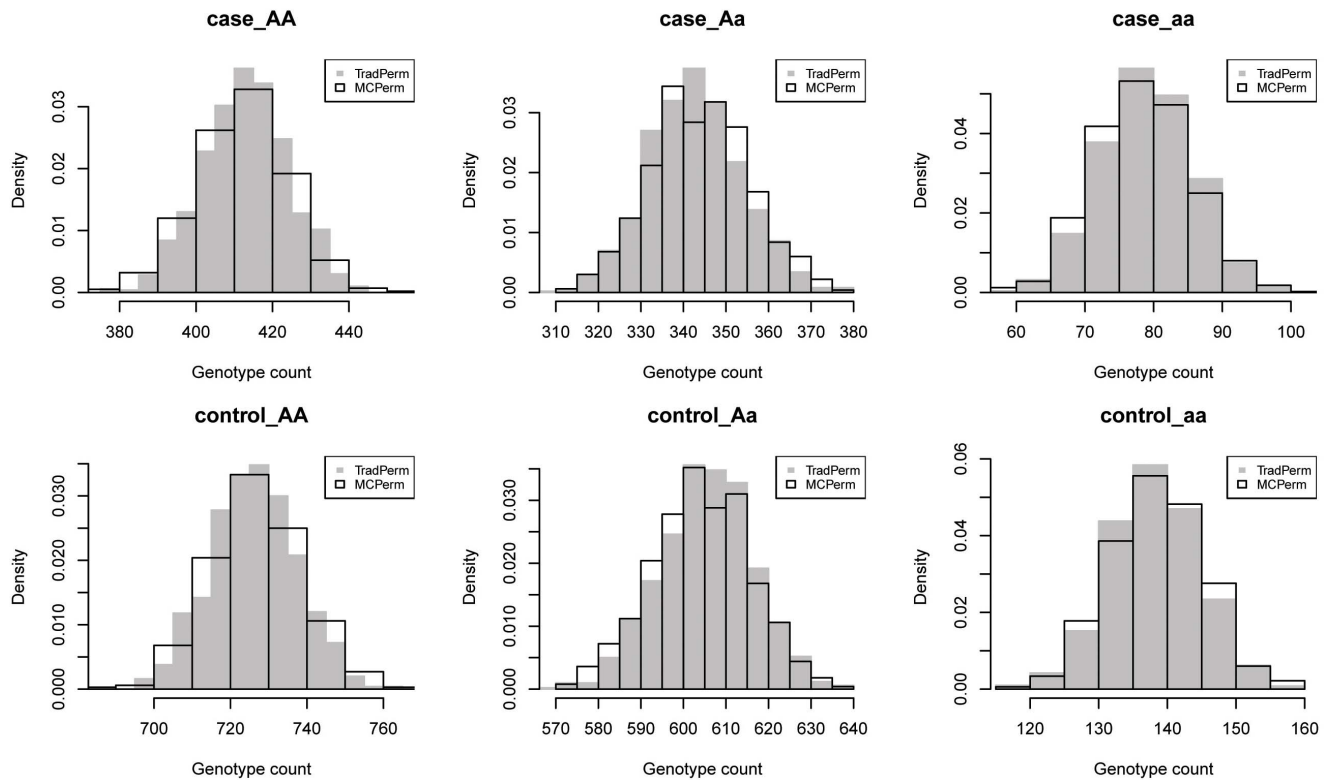 case_AA
case_Aa
case_aa
TradPerm
MCPerm
TradPerm
MCPerm
TradPerm
MCPerm
Density
0.00 0.01 0.02 0.03
Density
0.00 0.01 0.02 0.03
Density
0.00 0.02 0.04
380 400 420 440
310 320 330 340 350 360 370 380
60 70 80 90 100
Genotype count
Genotype count
Genotype count
control_AA
control_Aa
control_aa
TradPerm
MCPerm
TradPerm
MCPerm
TradPerm
MCPerm
Density
0.000 0.010 0.020 0.030
Density
0.000 0.010 0.020 0.030
Density
0.00 0.02 0.04 0.06
700 720 740 760
570 580 590 600 610 620 630 640
120 130 140 150 160
Genotype count
Genotype count
Genotype count